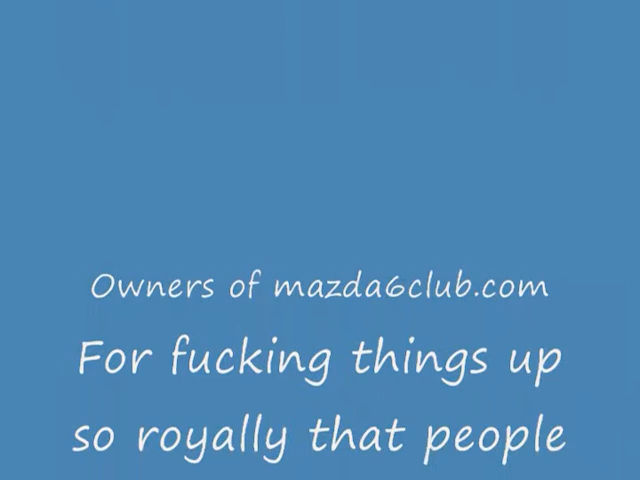 Owners of mazda6club.com
For fucking things up
so royally that people